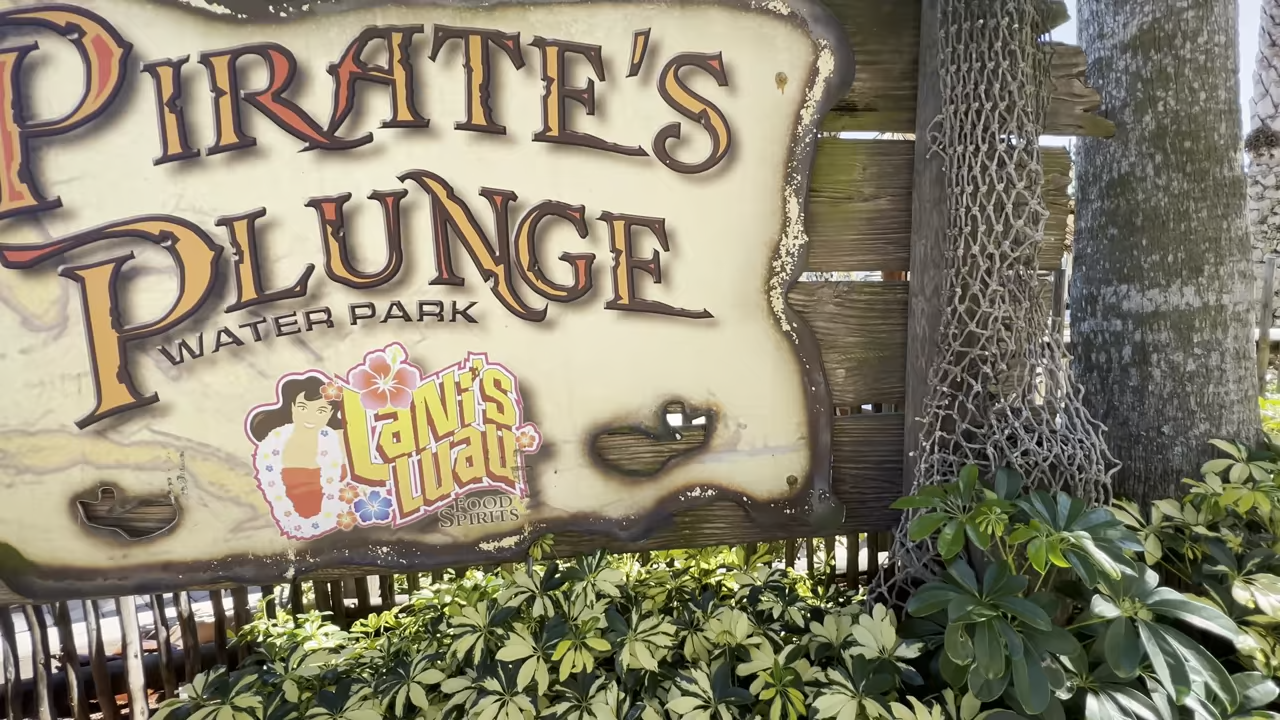 PIRATE'S
PLUNGE
WATER PARK
LANi'S
LUAU
FOOD
SPIRITS